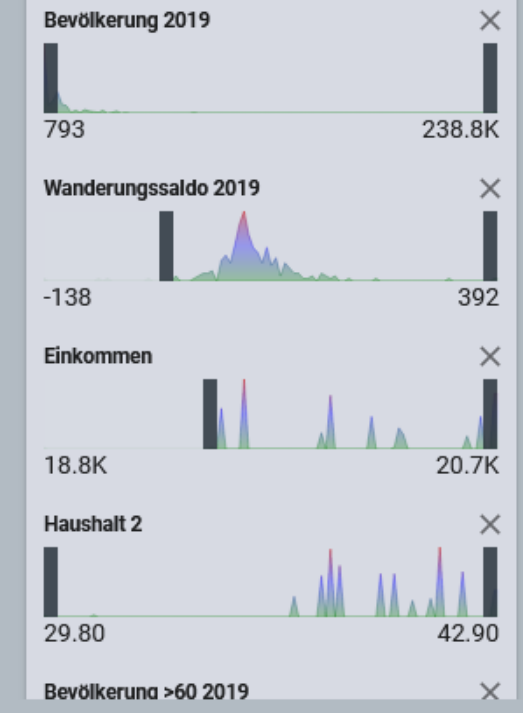 Bevölkerung 2019
793 238.8K
Wanderungssaldo 2019
-138 392
Einkommen
18.8K 20.7K
Haushalt 2
29.80 42.90
Bevölkerung >60 2019